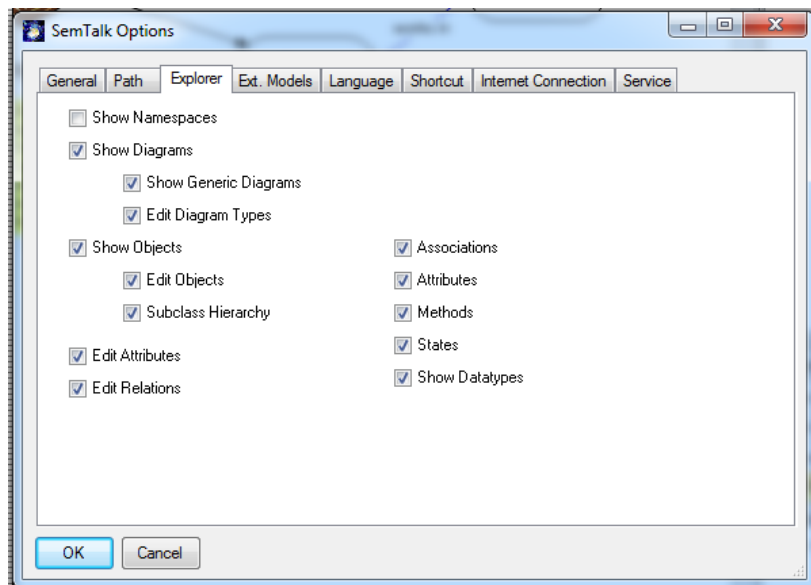 SemTalk Options
General Path Explorer Ext. Models Language Shortcut Internet Connection Service
Show Namespaces
Show Diagrams
Show Generic Diagrams
Edit Diagram Types
Show Objects Associations
Edit Objects Attributes
Subclass Hierarchy Methods
States
Edit Attributes
Show Datatypes
Edit Relations
OK Cancel